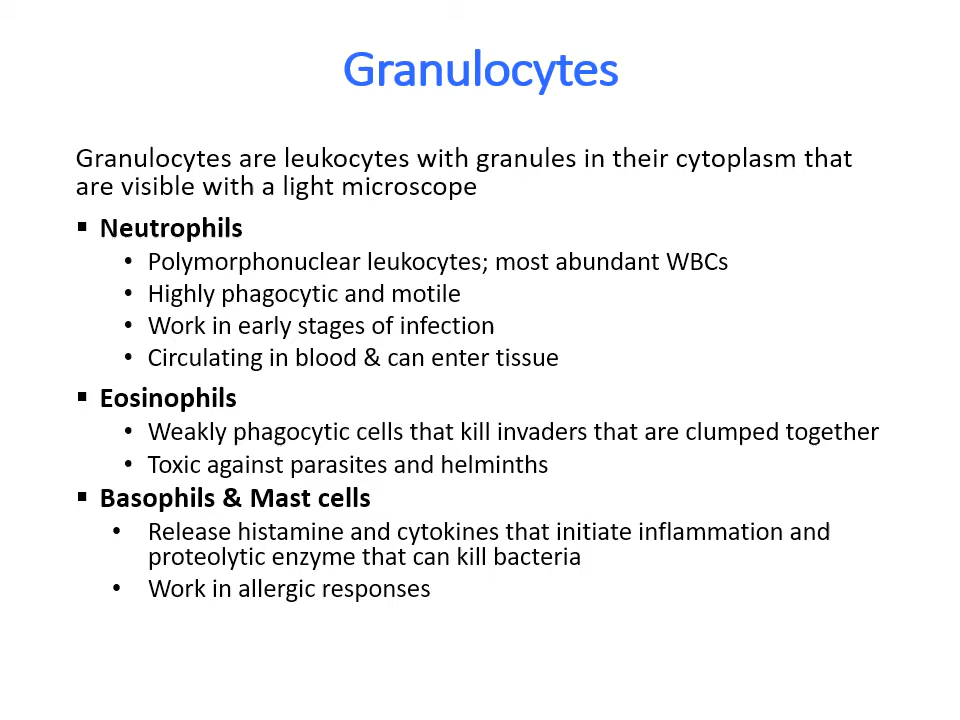 Granulocytes
Granulocytes are leukocytes with granules in their cytoplasm that
are visible with a light microscope
▪ Neutrophils
• Polymorphonuclear leukocytes; most abundant WBCs
• Highly phagocytic and motile
• Work in early stages of infection
• Circulating in blood & can enter tissue
▪ Eosinophils
• Weakly phagocytic cells that kill invaders that are clumped together
• Toxic against parasites and helminths
▪ Basophils & Mast cells
• Release histamine and cytokines that initiate inflammation and
proteolytic enzyme that can kill bacteria
• Work in allergic responses